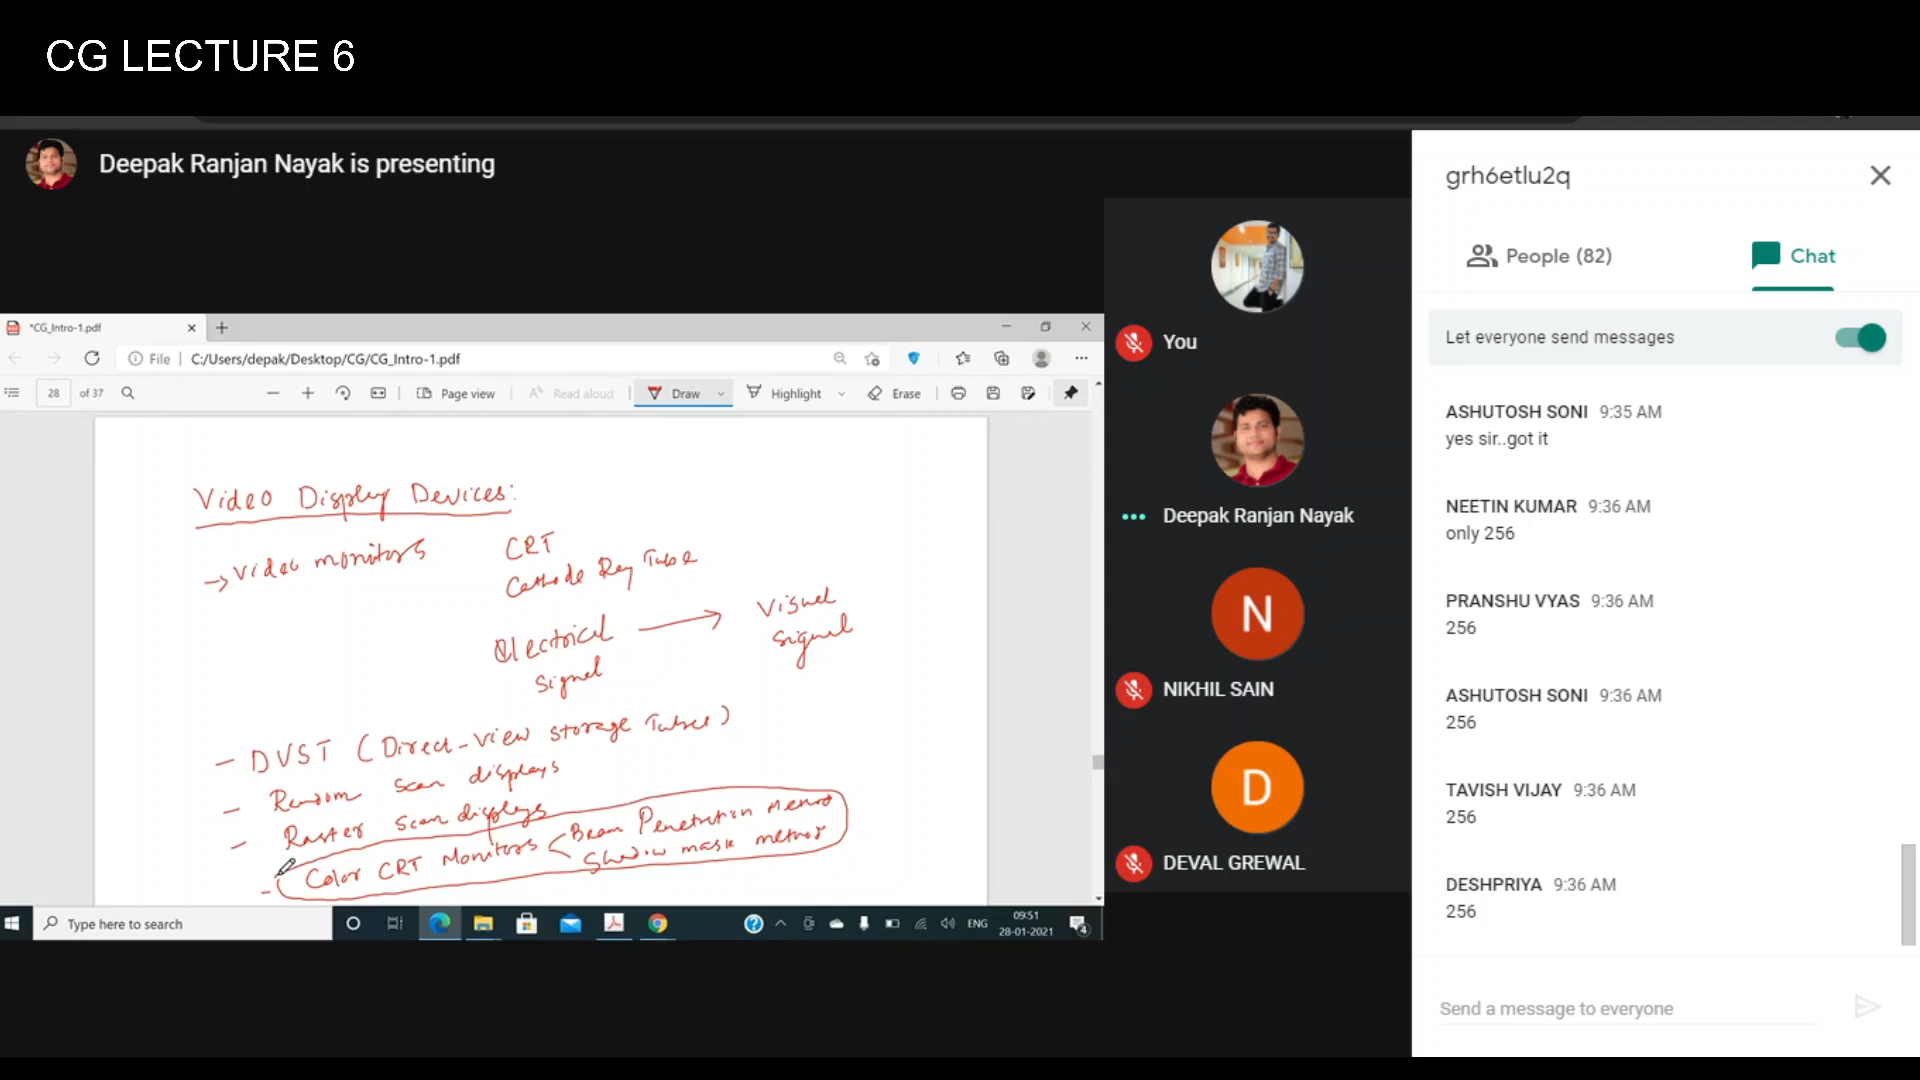 CG LECTURE 6
Deepak Ranjan Nayak is presenting
*CG_Intro-1.pdf
File
C:/Users/depak/Desktop/CG/CG_Intro-1.pdf
28 of 37
Page view
Read aloud
Draw
Highlight
Erase
Video Display Devices:
→ Video monitors
CRT
Cathode Ray Tube
Electrical signal → Visual signal
- DVST (Direct-view storage Tubes)
- Random scan displays
- Raster scan displays
- Color CRT Monitors < Beam Penetration Method
Shadow mask method
Type here to search
ENG
09:51
28-01-2021
4
You
Deepak Ranjan Nayak
N
NIKHIL SAIN
D
DEVAL GREWAL
grh6etlu2q
People (82)
Chat
Let everyone send messages
ASHUTOSH SONI 9:35 AM
yes sir..got it
NEETIN KUMAR 9:36 AM
only 256
PRANSHU VYAS 9:36 AM
256
ASHUTOSH SONI 9:36 AM
256
TAVISH VIJAY 9:36 AM
256
DESHPRIYA 9:36 AM
256
Send a message to everyone